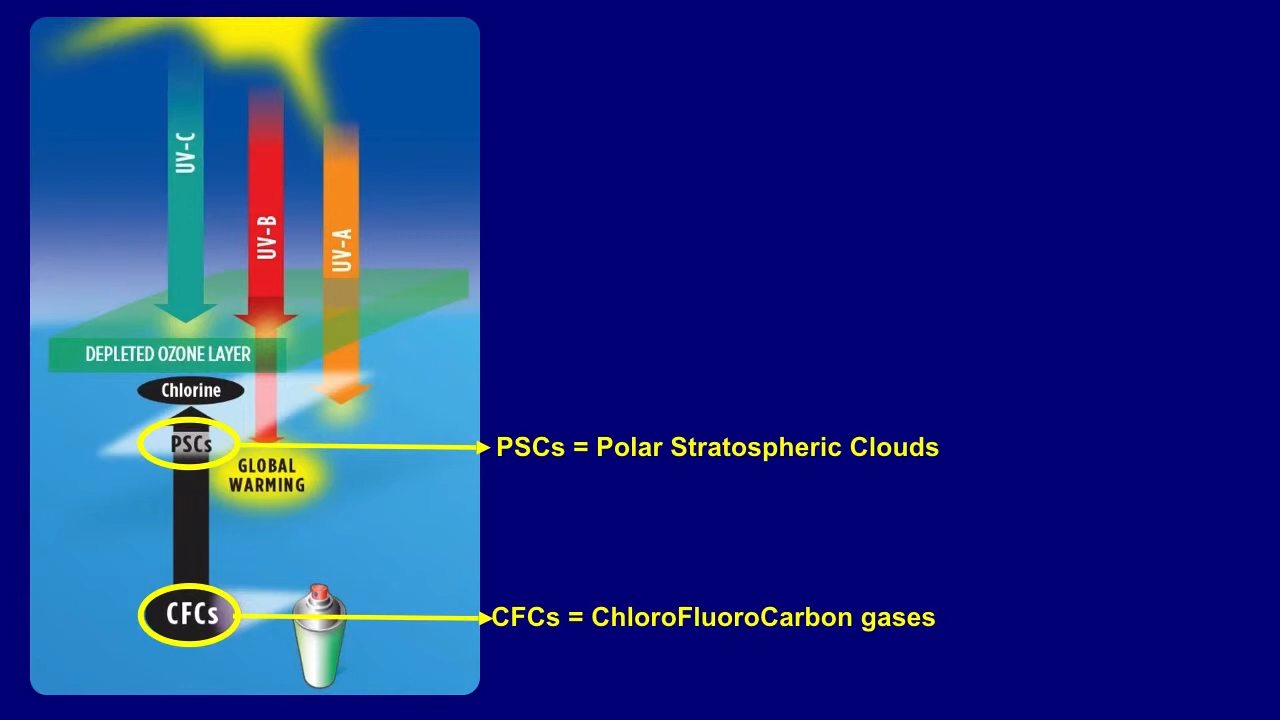 UV-C
UV-B
UV-A
DEPLETED OZONE LAYER
Chlorine
PSCs
PSCs = Polar Stratospheric Clouds
GLOBAL
WARMING
CFCs
CFCs = ChloroFluoroCarbon gases